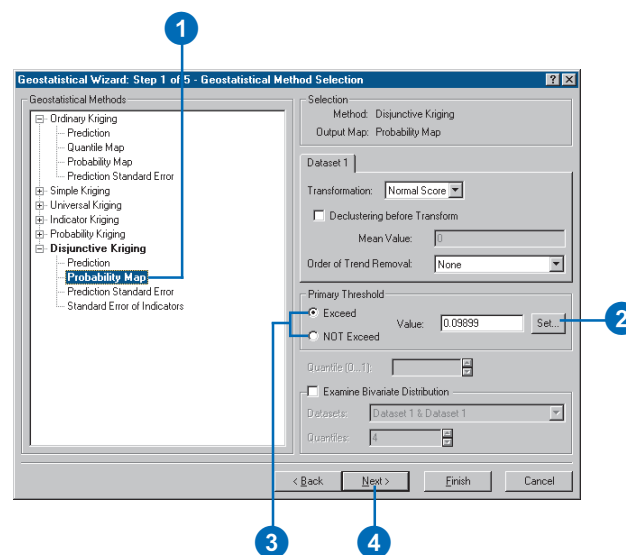 1
Geostatistical Wizard: Step 1 of 5 - Geostatistical Method Selection
Geostatistical Methods
Ordinary Kriging
Prediction
Quantile Map
Probability Map
Prediction Standard Error
Simple Kriging
Universal Kriging
Indicator Kriging
Probability Kriging
Disjunctive Kriging
Prediction
Probability Map
Prediction Standard Error
Standard Error of Indicators
Selection
Method: Disjunctive Kriging
Output Map: Probability Map
Dataset 1
Transformation: Normal Score
Declustering before Transform
Mean Value: 0
Order of Trend Removal: None
Primary Threshold
Exceed
NOT Exceed
Value: 0.09899
Set...
2
Quantile (0...1):
Examine Bivariate Distribution
Datasets: Dataset 1 & Dataset 1
Quantiles: 4
< Back Next > Finish Cancel
3 4